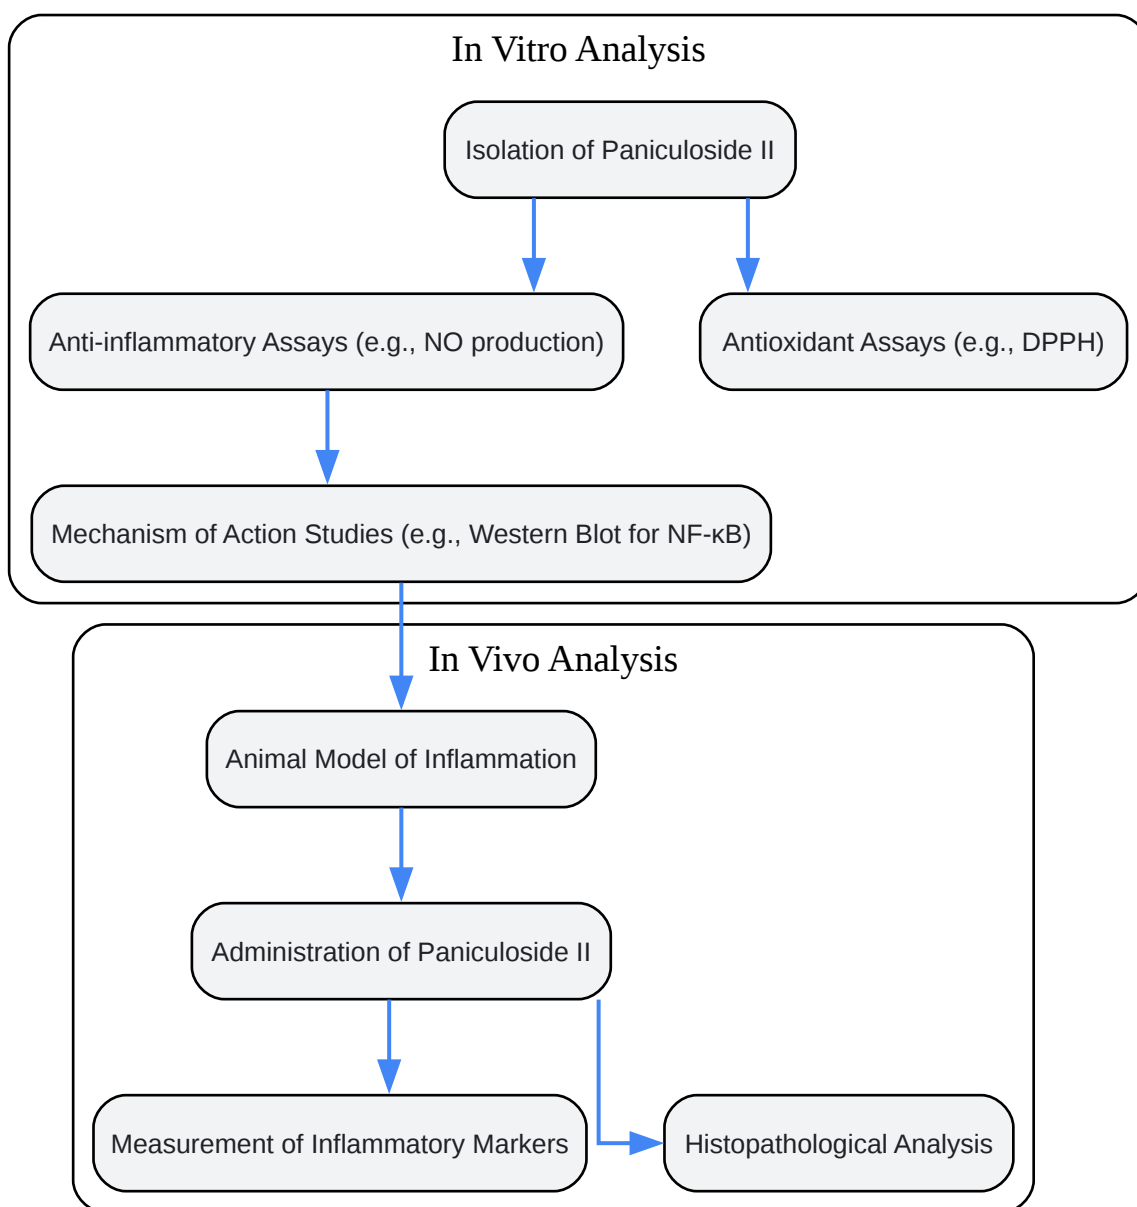 In Vitro Analysis
Isolation of Paniculoside II
Anti-inflammatory Assays (e.g., NO production)
Antioxidant Assays (e.g., DPPH)
Mechanism of Action Studies (e.g., Western Blot for NF-κB)
In Vivo Analysis
Animal Model of Inflammation
Administration of Paniculoside II
Measurement of Inflammatory Markers
Histopathological Analysis